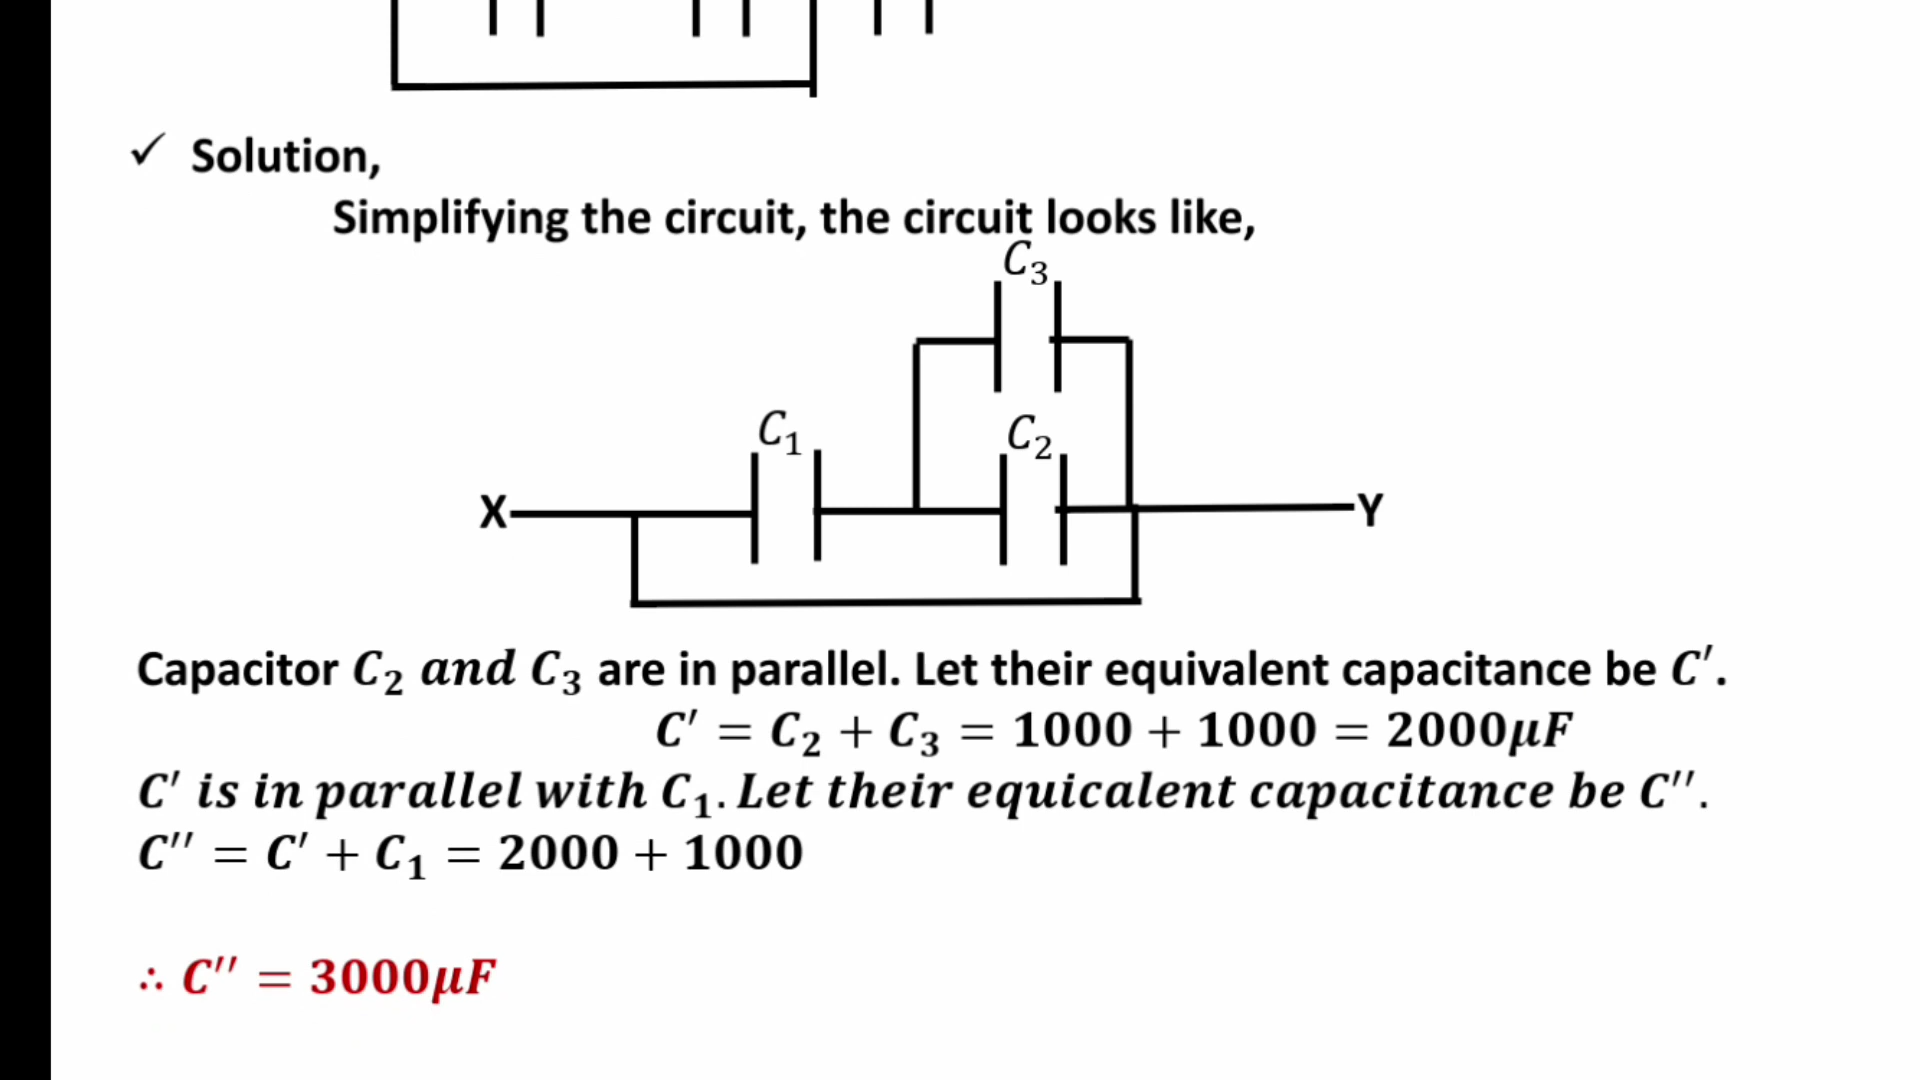 ✓ Solution,
Simplifying the circuit, the circuit looks like,
C₃
C₁
C₂
X
Y
Capacitor C₂ and C₃ are in parallel. Let their equivalent capacitance be C′.
C′ = C₂ + C₃ = 1000 + 1000 = 2000μF
C′ is in parallel with C₁. Let their equicalent capacitance be C′′.
C′′ = C′ + C₁ = 2000 + 1000
∴ C′′ = 3000μF